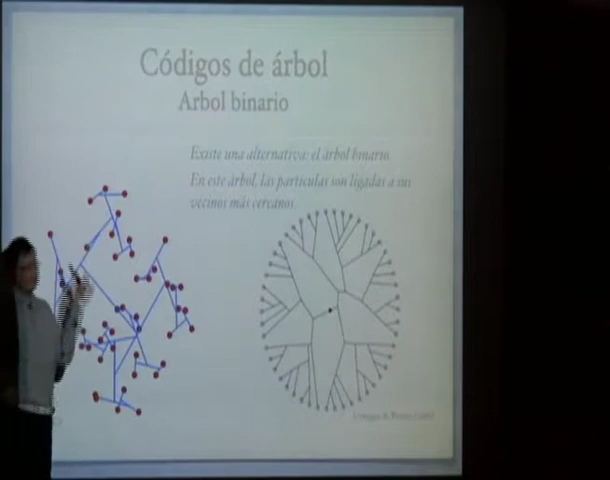 Códigos de árbol
Arbol binario
Existe una alternativa: el árbol binario
En este árbol, las partículas son ligadas a sus
vecinos más cercanos.